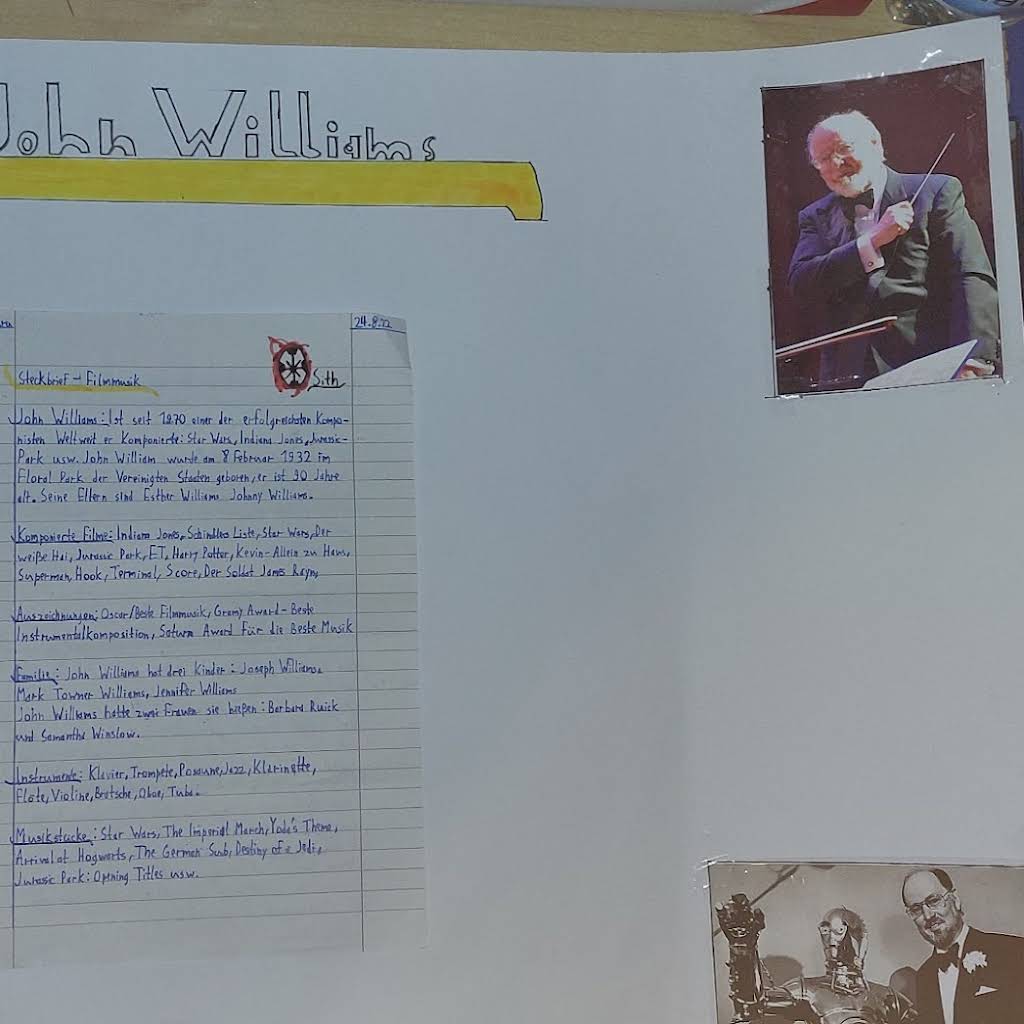 John Williams
24.8.22
Steckbrief - Filmmusik
Sith
John Williams: Ist seit 1970 einer der erfolgreichsten Kompo-
nisten Weltweit er Komponierte: Star Wars, Indiana Jones, Jurassic-
Park usw. John William wurde am 8 Februar 1932 im
Floral Park der Vereinigten Staaten geboren, er ist 90 Jahre
alt. Seine Eltern sind Esther Williams Johnny Williams.
Komponierte Filme: Indiana Jones, Schindlers Liste, Star Wars, Der
weiße Hai, Jurassic Park, ET, Harry Potter, Kevin-Allein zu Haus,
Superman, Hook, Terminal, Score, Der Soldat James Rayn,
Auszeichnungen: Oscar/Beste Filmmusik, Gramy Award-Beste
Instrumentalkomposition, Saturn Award für die Beste Musik
Familie: John Williams hat drei Kinder: Joseph Williams
Mark Towner Williams, Jennifer Williams
John Williams hatte zwei Frauen sie hießen: Barbara Ruick
und Samantha Winslow.
Instrumente: Klavier, Trompete, Posaune, Jazz, Klarinette,
Flöte, Violine, Bratsche, Oboe, Tuba.
Musikstücke: Star Wars, The Imperial March, Yoda's Theme,
Arrival at Hogwarts, The German Sub, Destiny of a Jedi,
Jurassic Park: Opening Titles usw.